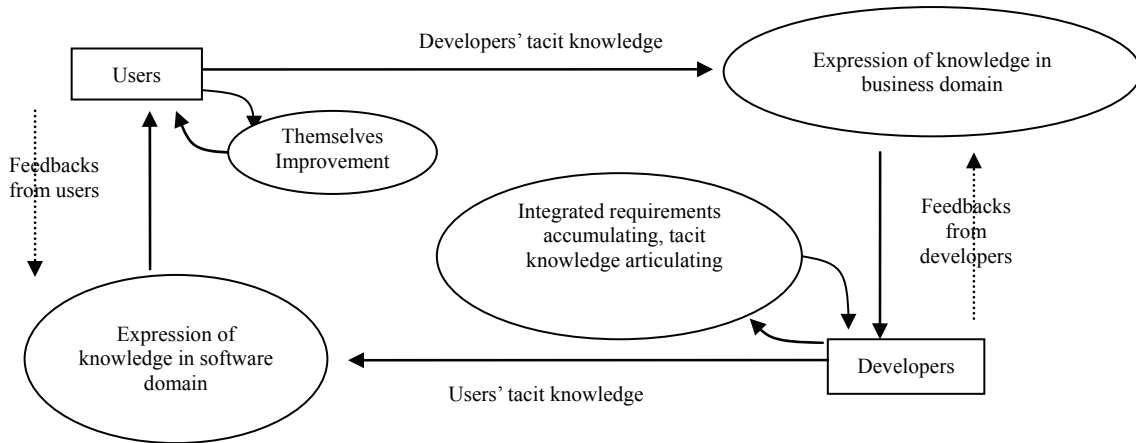 Developers' tacit knowledge
Users
Expression of knowledge in
business domain
Themselves
Improvement
Feedbacks
from users
Integrated requirements
accumulating, tacit
knowledge articulating
Feedbacks
from
developers
Expression of
knowledge in software
domain
Developers
Users' tacit knowledge